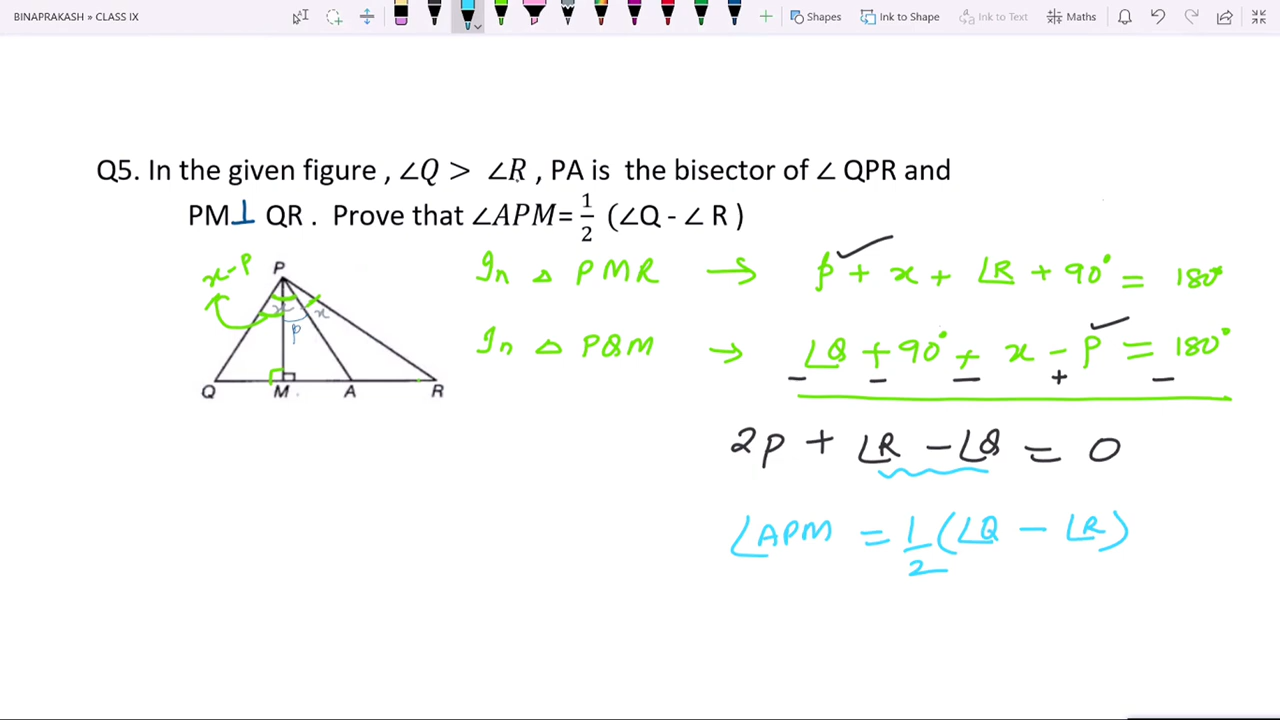 BINAPRAKASH » CLASS IX
Shapes
Ink to Shape
Ink to Text
Maths
Q5. In the given figure , ∠Q > ∠R , PA is the bisector of ∠ QPR and
PM⊥ QR . Prove that ∠APM= 1/2 (∠Q - ∠ R )
x-p
P
x
x
p
Q
M
A
R
In △ PMR → p + x + ∠R + 90° = 180°
In △ PQM → ∠Q + 90° + x - p = 180°
- - - + -
2p + ∠R - ∠Q = 0
∠APM = 1/2 (∠Q - ∠R)